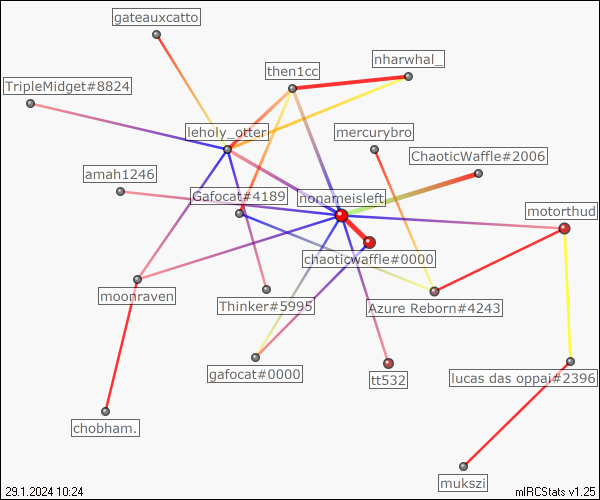 gateauxcatto
nharwhal_
then1cc
TripleMidget#8824
leholy_otter
mercurybro
ChaoticWaffle#2006
amah1246
Gafocat#4189
nonameisleft
motorthud
chaoticwaffle#0000
moonraven
Thinker#5995
Azure Reborn#4243
gafocat#0000
tt532
lucas das oppai#2396
chobham.
mukszi
29.1.2024 10:24
mIRCStats v1.25